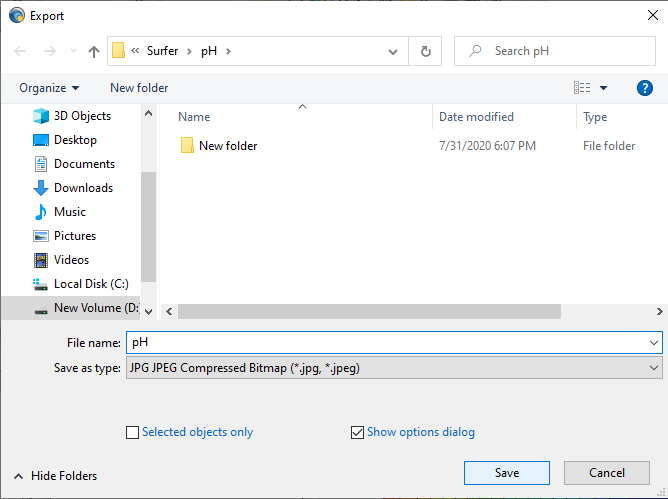 Export
Surfer pH
Search pH
Organize New folder
3D Objects
Desktop
Documents
Downloads
Music
Pictures
Videos
Local Disk (C:)
New Volume (D:
Name Date modified Type
New folder 7/31/2020 6:07 PM File folder
File name: pH
Save as type: JPG JPEG Compressed Bitmap (*.jpg, *.jpeg)
Selected objects only Show options dialog
Hide Folders Save Cancel